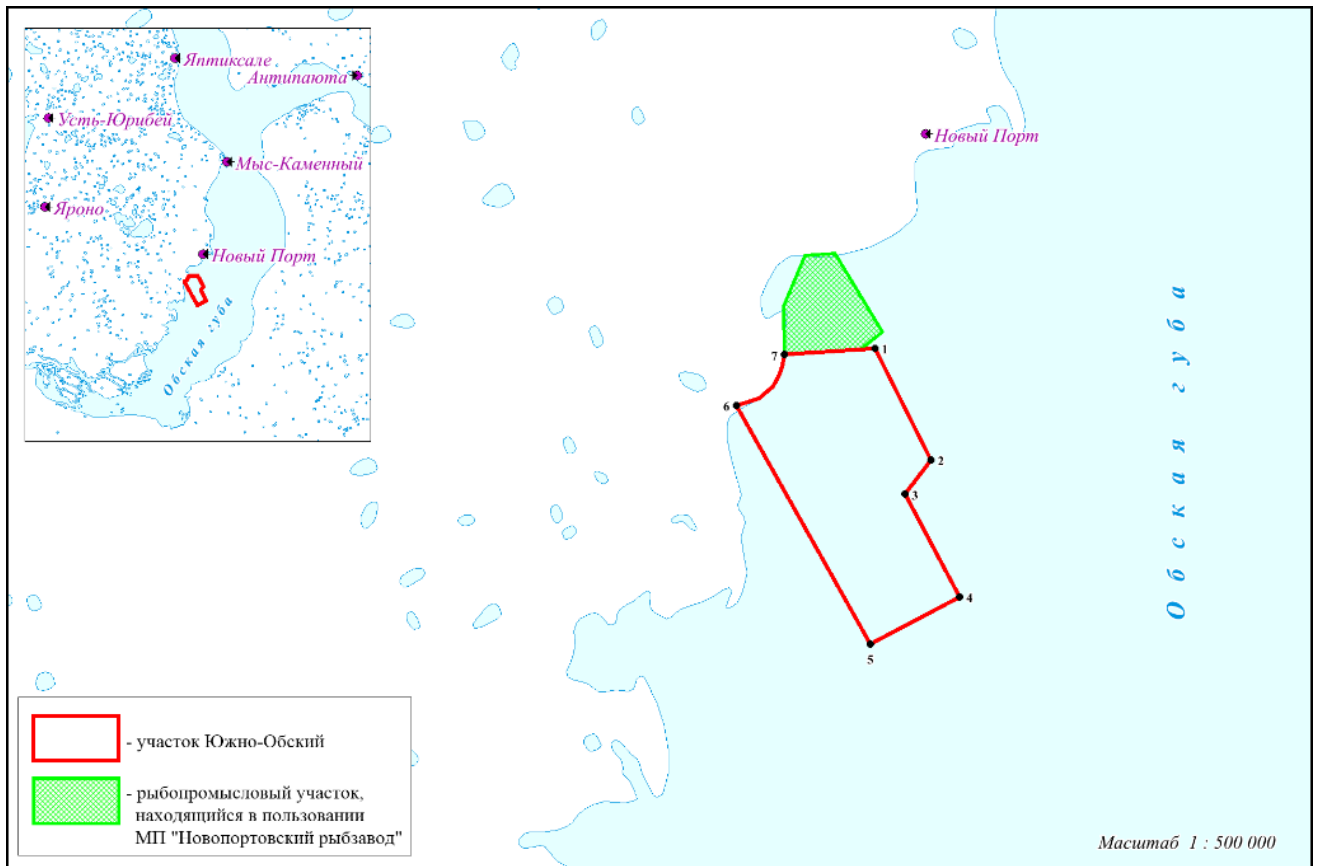 Яптиксале
Антипаюта
Усть-Юрибей
Мыс-Каменный
Яроно
Новый Порт
Обская губа
Новый Порт
Обская губа
1
7
6
2
3
4
5
- участок Южно-Обский
- рыбопромысловый участок,
находящийся в пользовании
МП "Новопортовский рыбзавод"
Масштаб 1 : 500 000